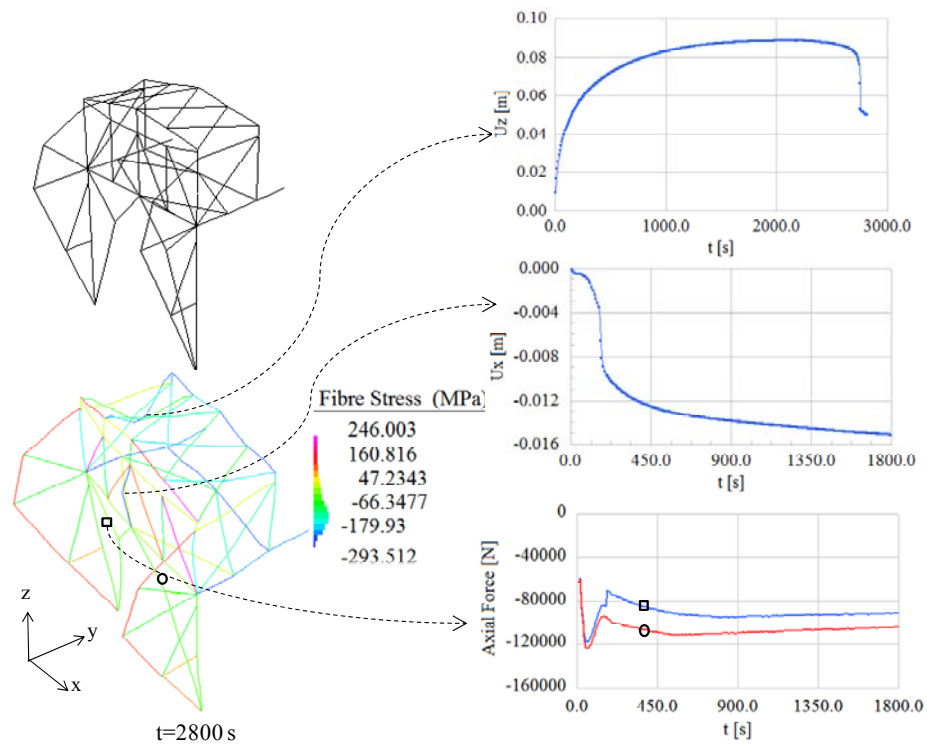 0.10
0.08
0.06
0.04
0.02
0.00
Uz [m]
0.0 1000.0 2000.0 3000.0
t [s]
0.000
-0.004
-0.008
-0.012
-0.016
Ux [m]
0.0 450.0 900.0 1350.0 1800.0
t [s]
Fibre Stress (MPa)
246.003
160.816
47.2343
-66.3477
-179.93
-293.512
0
-40000
-80000
-120000
-160000
Axial Force [N]
0.0 450.0 900.0 1350.0 1800.0
t [s]
z
y
x
t=2800 s